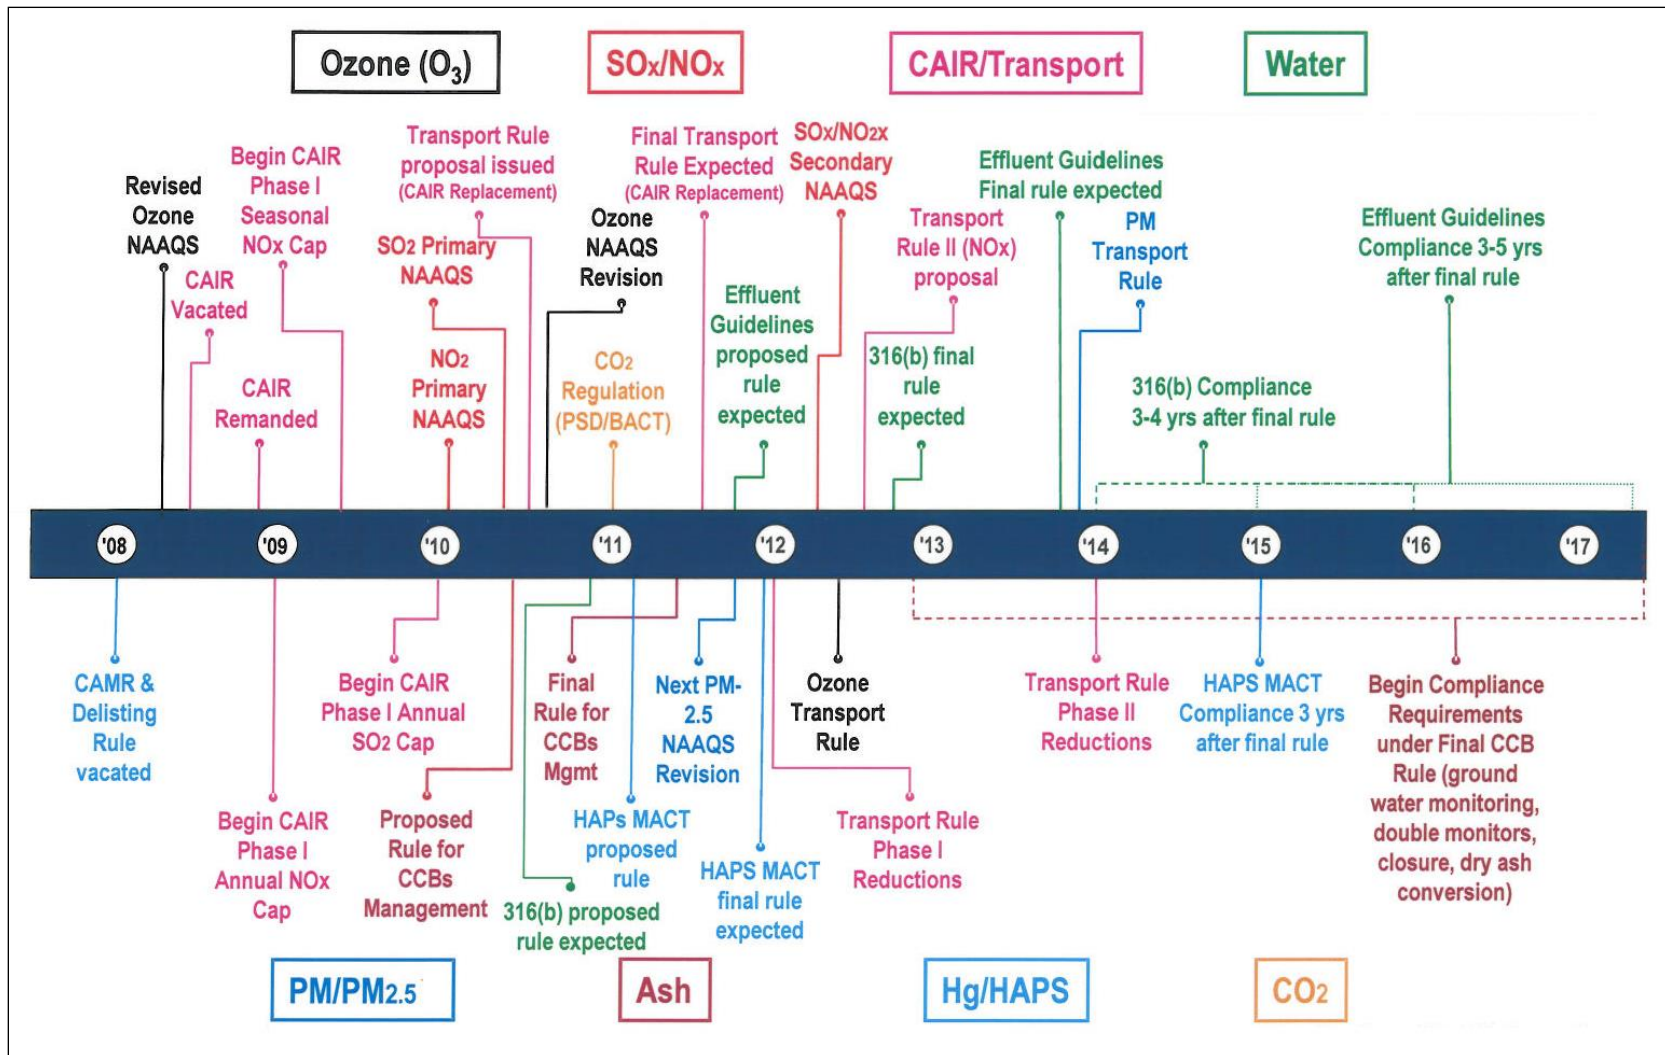 Ozone (O3)
SOx/NOx
CAIR/Transport
Water
Revised
Ozone
NAAQS
CAIR
Vacated
Begin CAIR
Phase I
Seasonal
NOx Cap
CAIR
Remanded
Transport Rule
proposal issued
(CAIR Replacement)
SO2 Primary
NAAQS
NO2
Primary
NAAQS
Ozone
NAAQS
Revision
CO2
Regulation
(PSD/BACT)
Final Transport
Rule Expected
(CAIR Replacement)
Effluent
Guidelines
proposed
rule
expected
SOx/NO2x
Secondary
NAAQS
Transport
Rule II (NOx)
proposal
316(b) final
rule
expected
Effluent Guidelines
Final rule expected
PM
Transport
Rule
316(b) Compliance
3-4 yrs after final rule
Effluent Guidelines
Compliance 3-5 yrs
after final rule
'08
'09
'10
'11
'12
'13
'14
'15
'16
'17
CAMR &
Delisting
Rule
vacated
Begin CAIR
Phase I
Annual NOx
Cap
Begin CAIR
Phase I Annual
SO2 Cap
Proposed
Rule for
CCBs
Management
316(b) proposed
rule expected
Final
Rule for
CCBs
Mgmt
HAPs MACT
proposed
rule
Next PM-
2.5
NAAQS
Revision
HAPS MACT
final rule
expected
Ozone
Transport
Rule
Transport Rule
Phase I
Reductions
Transport Rule
Phase II
Reductions
HAPS MACT
Compliance 3 yrs
after final rule
Begin Compliance
Requirements
under Final CCB
Rule (ground
water monitoring,
double monitors,
closure, dry ash
conversion)
PM/PM2.5
Ash
Hg/HAPS
CO2